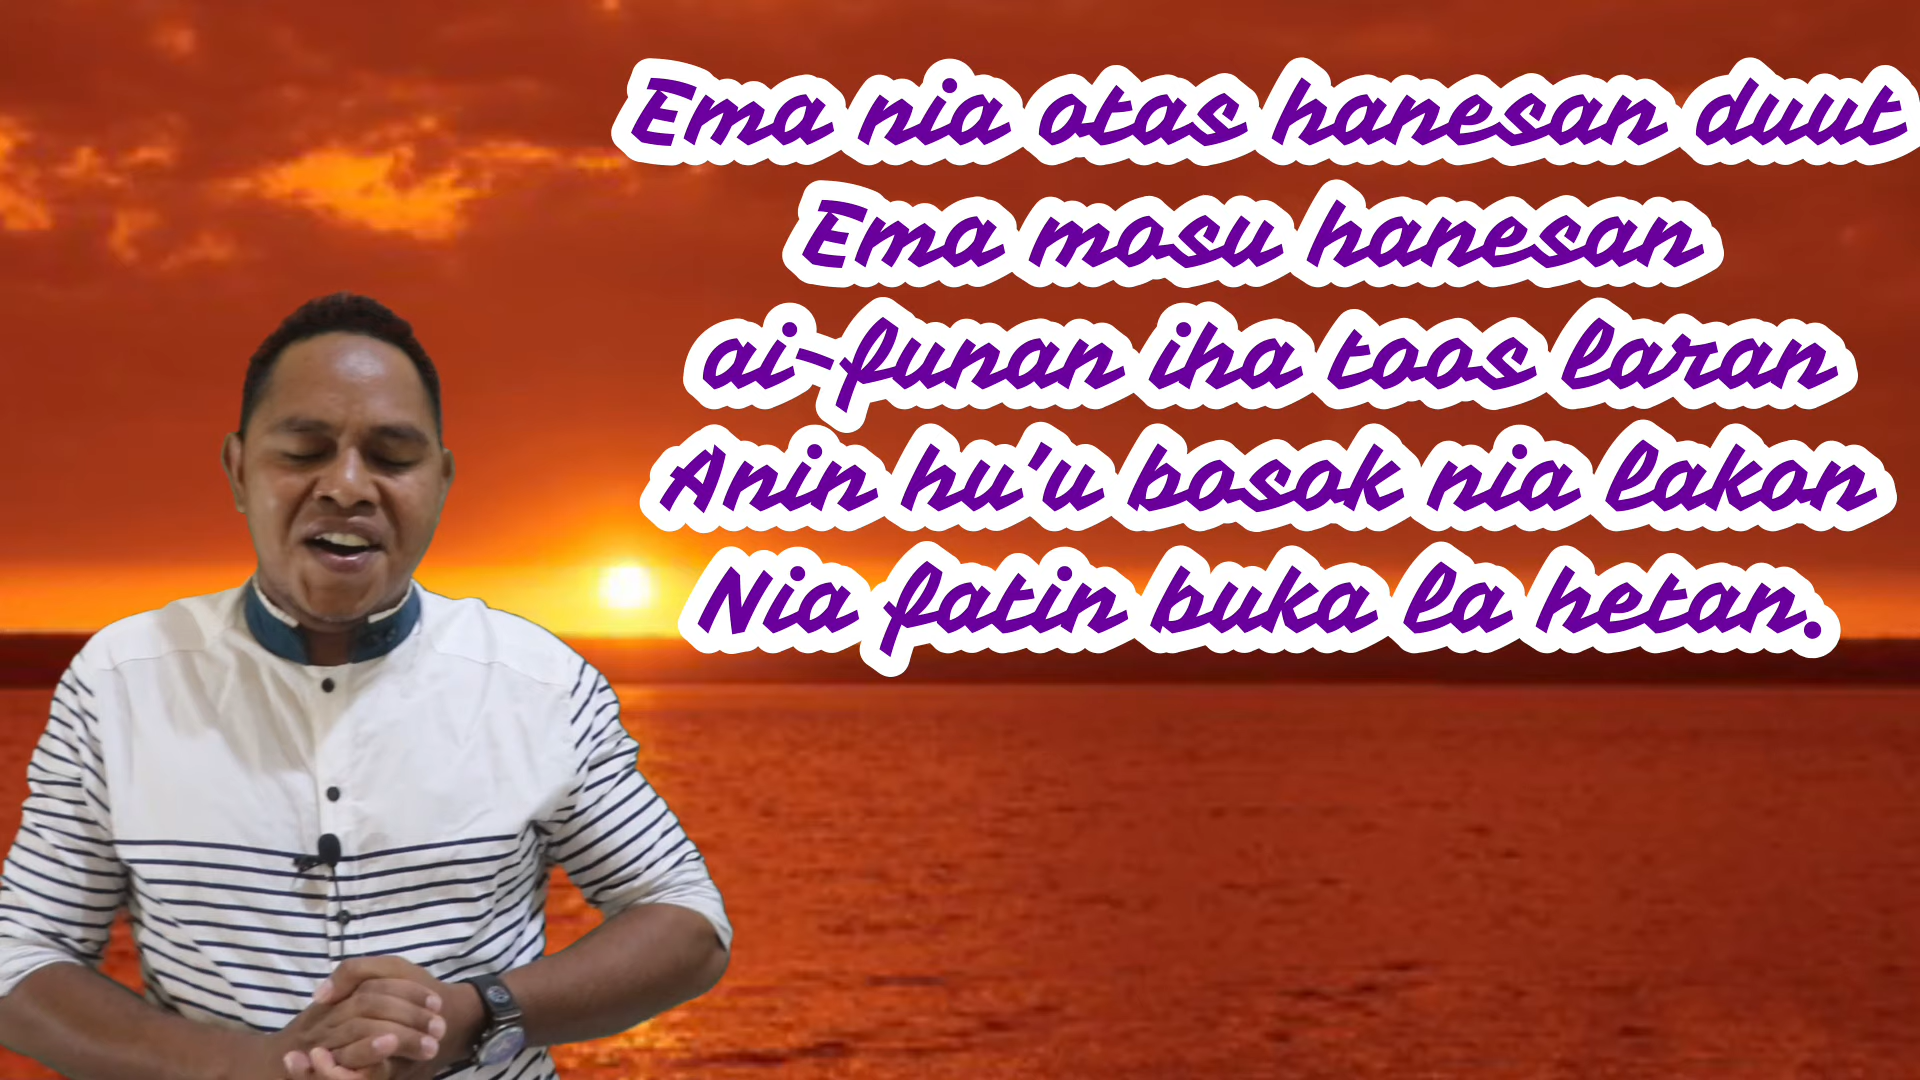 Ema nia otas hanesan duut
Ema mosu hanesan
ai-funan iha toos laran
Anin hu'u bosok nia lakon
Nia fatin buka la hetan.